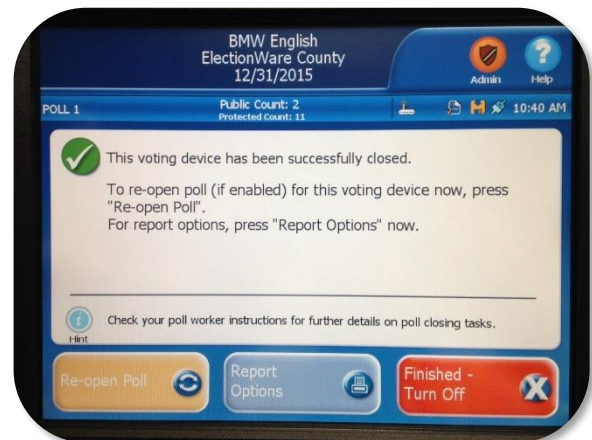 BMW English
ElectionWare County
12/31/2015
Admin
Help
POLL 1
Public Count: 2
Protected Count: 11
10:40 AM
This voting device has been successfully closed.
To re-open poll (if enabled) for this voting device now, press
"Re-open Poll".
For report options, press "Report Options" now.
Hint
Check your poll worker instructions for further details on poll closing tasks.
Re-open Poll
Report
Options
Finished -
Turn Off